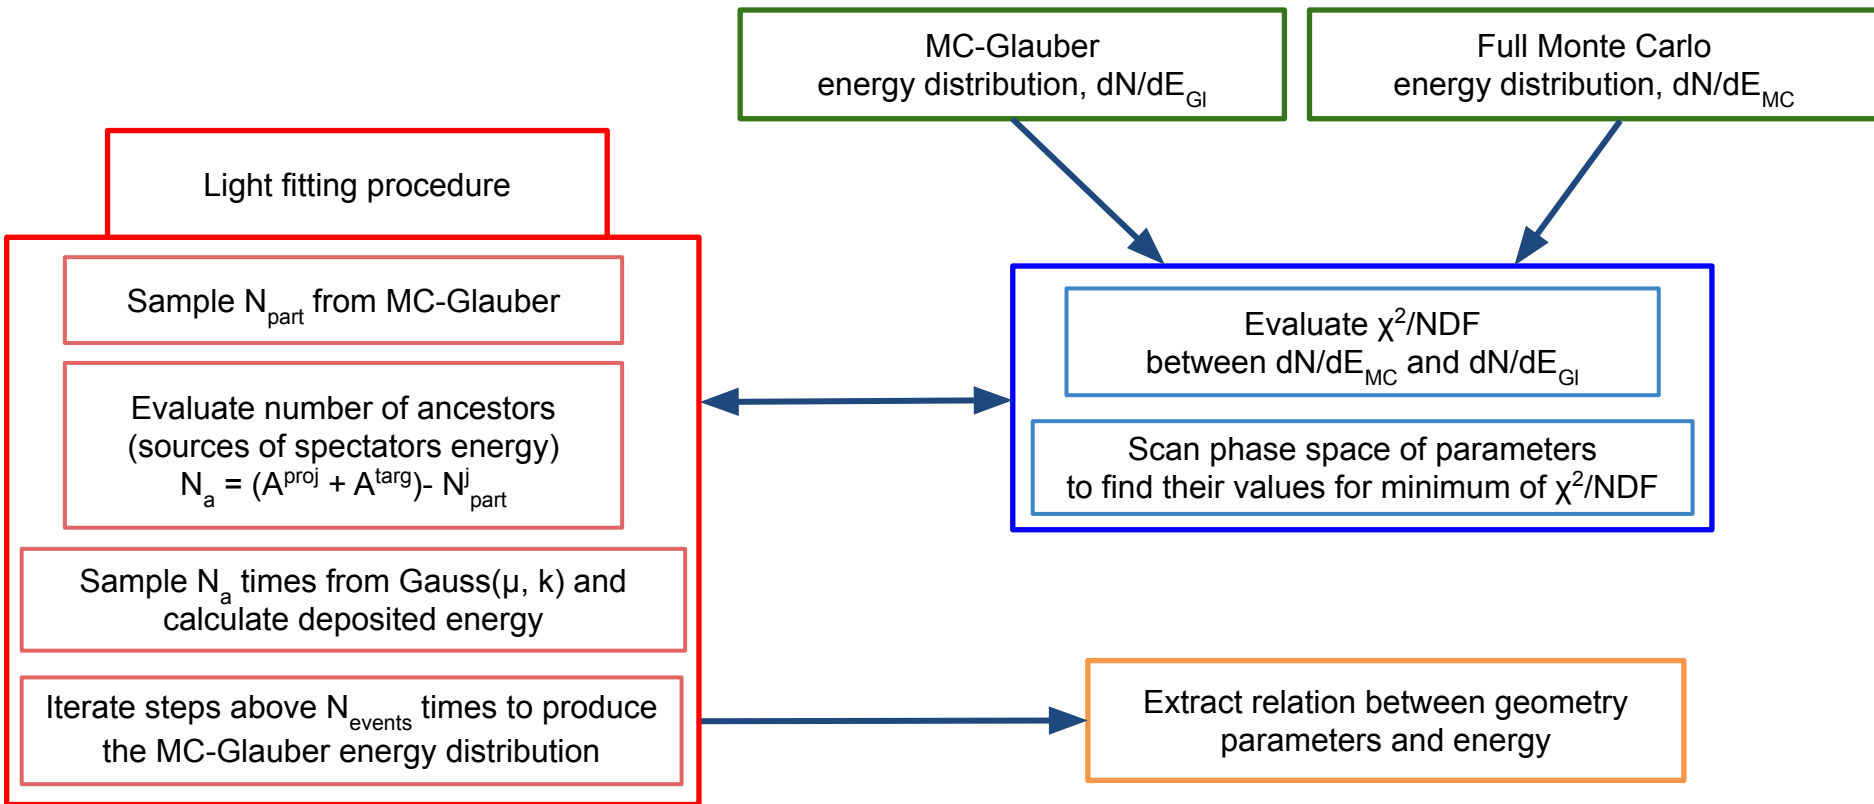 MC-Glauber
energy distribution, dN/dE_Gl
Full Monte Carlo
energy distribution, dN/dE_MC
Light fitting procedure
Sample N_part from MC-Glauber
Evaluate number of ancestors
(sources of spectators energy)
N_a = (A^proj + A^targ)- N^j_part
Sample N_a times from Gauss(μ, k) and
calculate deposited energy
Iterate steps above N_events times to produce
the MC-Glauber energy distribution
Evaluate χ²/NDF
between dN/dE_MC and dN/dE_Gl
Scan phase space of parameters
to find their values for minimum of χ²/NDF
Extract relation between geometry
parameters and energy